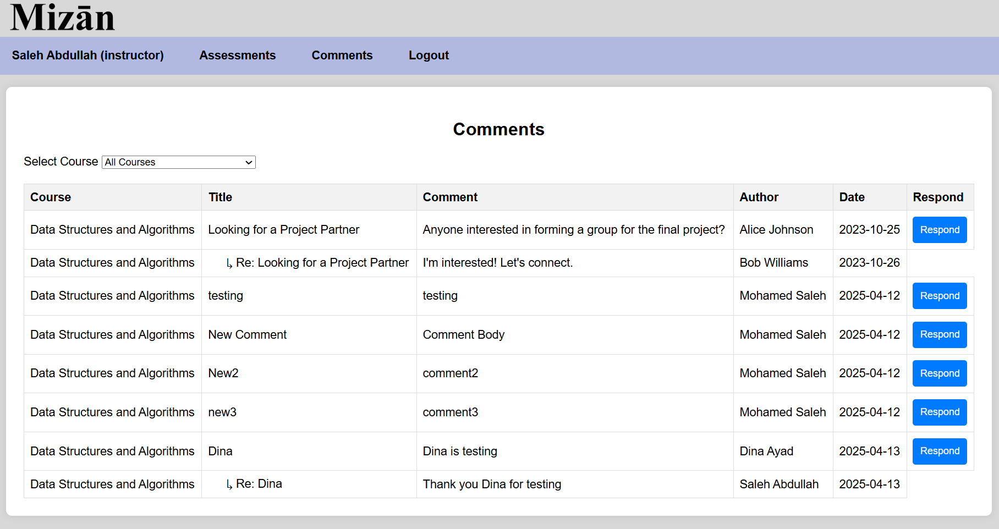 Mizān
Saleh Abdullah (instructor) Assessments Comments Logout
Comments
Select Course All Courses
Course Title Comment Author Date Respond
Data Structures and Algorithms Looking for a Project Partner Anyone interested in forming a group for the final project? Alice Johnson 2023-10-25 Respond
Data Structures and Algorithms ↳ Re: Looking for a Project Partner I'm interested! Let's connect. Bob Williams 2023-10-26
Data Structures and Algorithms testing testing Mohamed Saleh 2025-04-12 Respond
Data Structures and Algorithms New Comment Comment Body Mohamed Saleh 2025-04-12 Respond
Data Structures and Algorithms New2 comment2 Mohamed Saleh 2025-04-12 Respond
Data Structures and Algorithms new3 comment3 Mohamed Saleh 2025-04-12 Respond
Data Structures and Algorithms Dina Dina is testing Dina Ayad 2025-04-13 Respond
Data Structures and Algorithms ↳ Re: Dina Thank you Dina for testing Saleh Abdullah 2025-04-13